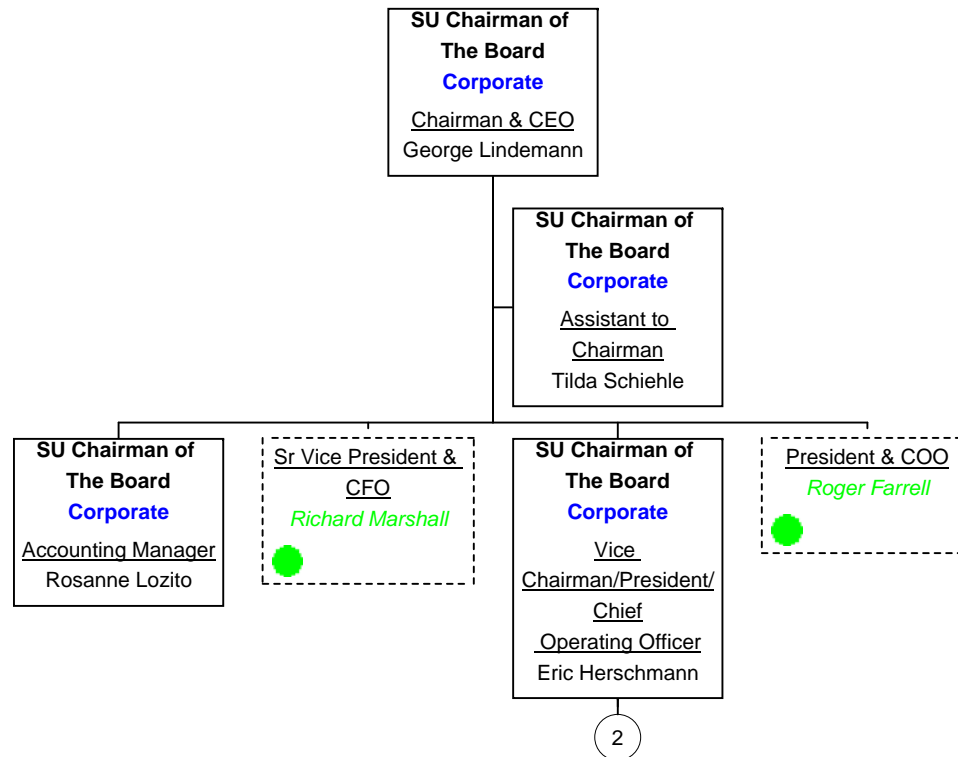 SU Chairman of
The Board
Corporate
Chairman & CEO
George Lindemann
SU Chairman of
The Board
Corporate
Assistant to
Chairman
Tilda Schiehle
SU Chairman of
The Board
Corporate
Accounting Manager
Rosanne Lozito
Sr Vice President &
CFO
Richard Marshall
SU Chairman of
The Board
Corporate
Vice
Chairman/President/
Chief
Operating Officer
Eric Herschmann
2
President & COO
Roger Farrell